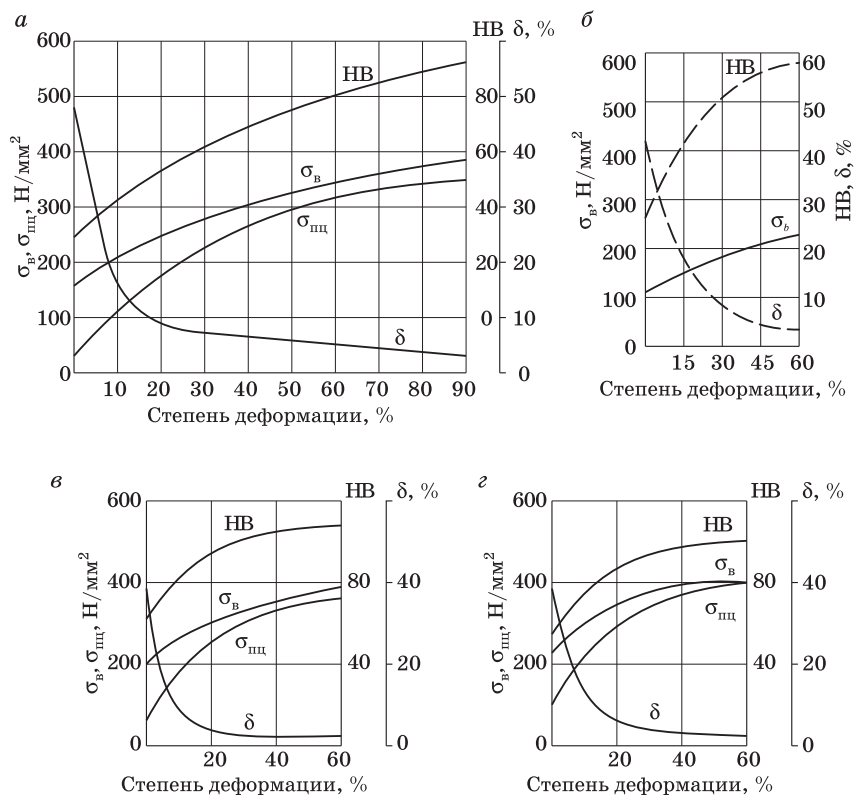 а
HB δ, %
600
HB
500 80 50
400 60 40
σв
300 40 30
σпц
200 20 20
100 0 10
δ
0 0
σв, σпц, Н/мм²
10 20 30 40 50 60 70 80 90
Степень деформации, %
б
600 60
HB
500 50
400 40
300 30
σb
200 20
100 10
δ
0
σв, Н/мм²
HB, δ, %
15 30 45 60
Степень деформации, %
в
600 HB δ, %
HB
400 80 40
σв
σпц
200 40 20
δ
0 0
σв, σпц, Н/мм²
20 40 60
Степень деформации, %
г
600 HB δ, %
HB
σв
400 80 40
σпц
200 40 20
δ
0 0
σв, σпц, Н/мм²
20 40 60
Степень деформации, %